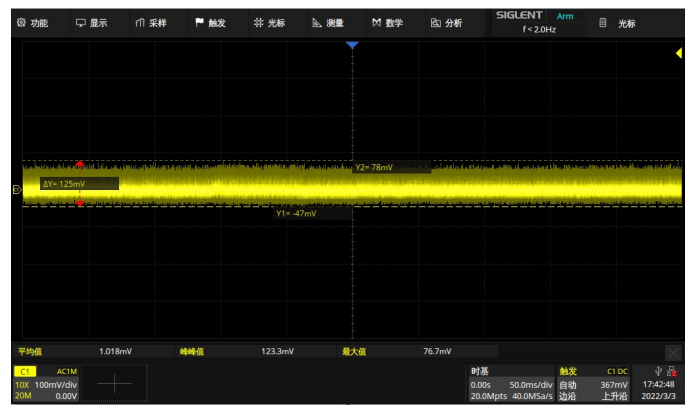 功能 显示 采样 触发 光标 测量 数学 分析 SIGLENT Arm 光标
f < 2.0Hz
Y2= 78mV
ΔY= 125mV
Y1= -47mV
平均值 1.018mV 峰峰值 123.3mV 最大值 76.7mV
C1 AC1M 时基 触发 C1 DC
10X 100mV/div 0.00s 50.0ms/div 自动 367mV 17:42:48
20M 0.00V 20.0Mpts 40.0MSa/s 边沿 上升沿 2022/3/3